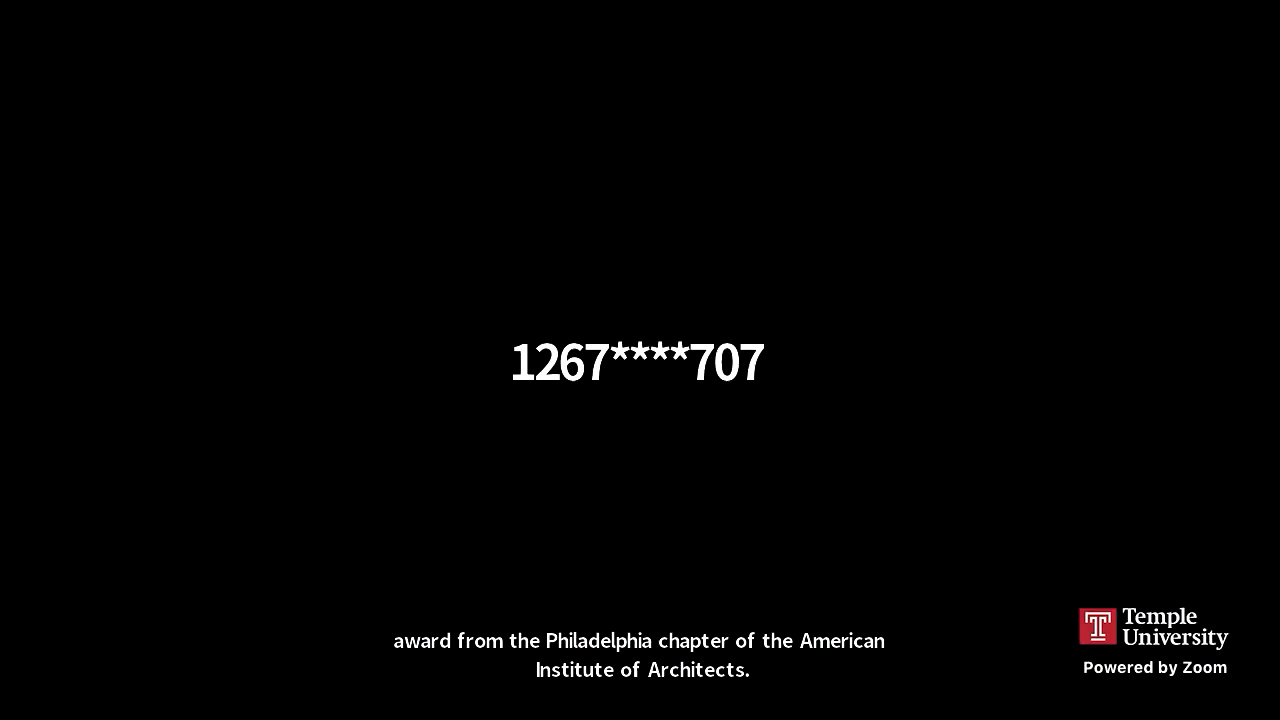 1267****707
award from the Philadelphia chapter of the American
Institute of Architects.
T Temple
University
Powered by Zoom